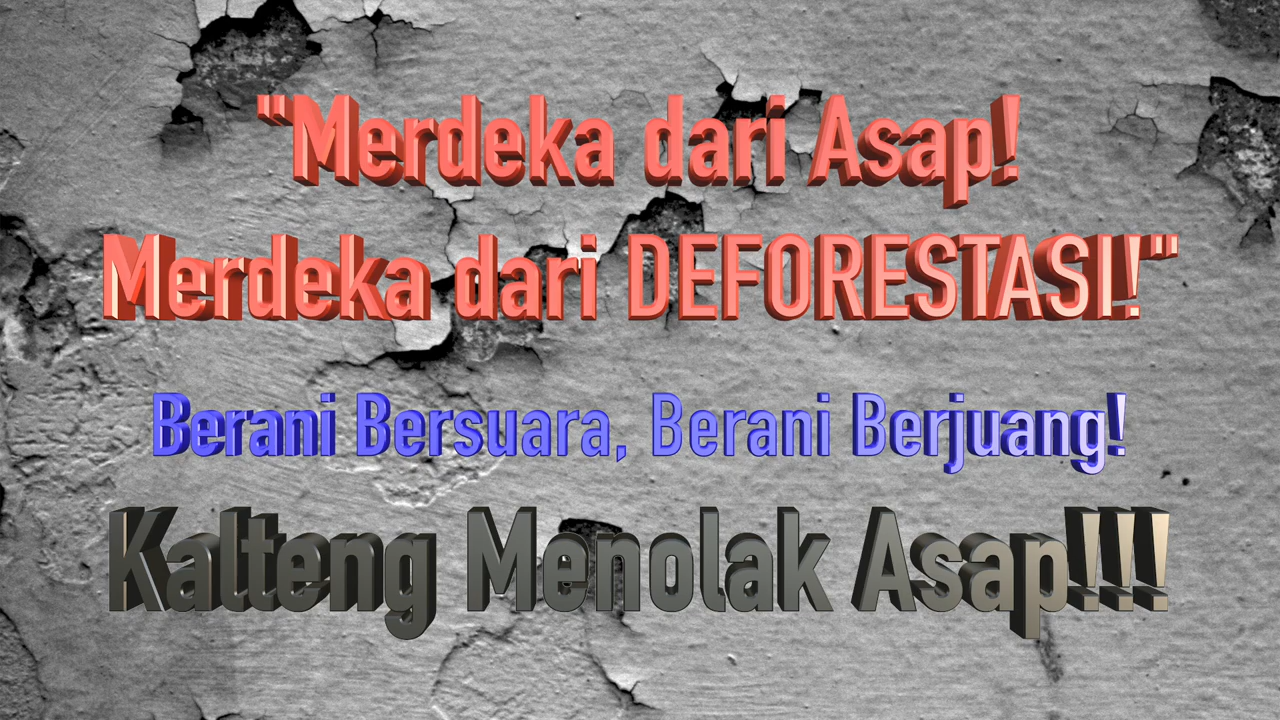 "Merdeka dari Asap!
Merdeka dari DEFORESTASI!"
Berani Bersuara, Berani Berjuang!
Kalteng Menolak Asap!!!